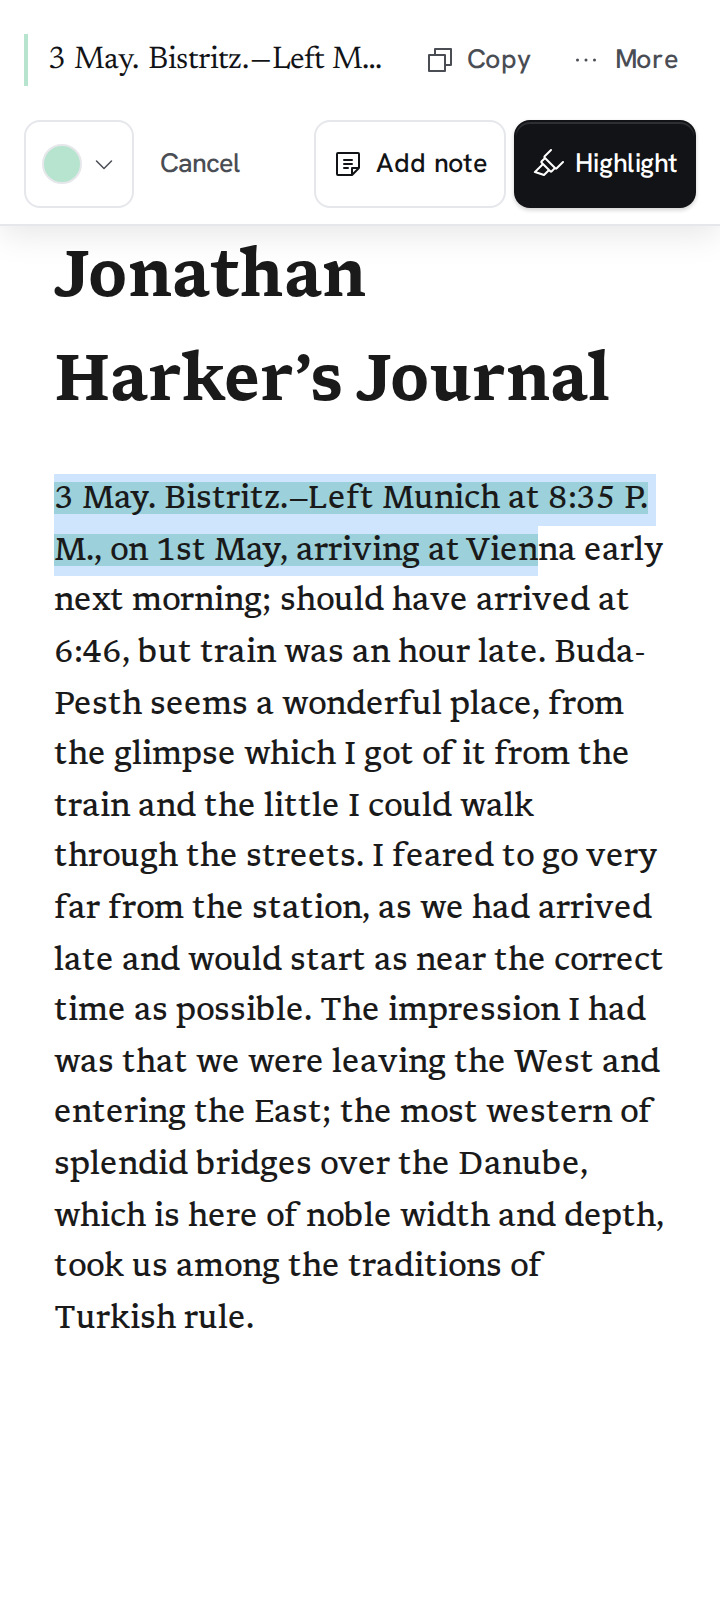 3 May. Bistritz.—Left M...
Copy
More
Cancel
Add note
Highlight
Jonathan
Harker’s Journal
3 May. Bistritz.—Left Munich at 8:35 P.
M., on 1st May, arriving at Vienna early
next morning; should have arrived at
6:46, but train was an hour late. Buda-
Pesth seems a wonderful place, from
the glimpse which I got of it from the
train and the little I could walk
through the streets. I feared to go very
far from the station, as we had arrived
late and would start as near the correct
time as possible. The impression I had
was that we were leaving the West and
entering the East; the most western of
splendid bridges over the Danube,
which is here of noble width and depth,
took us among the traditions of
Turkish rule.